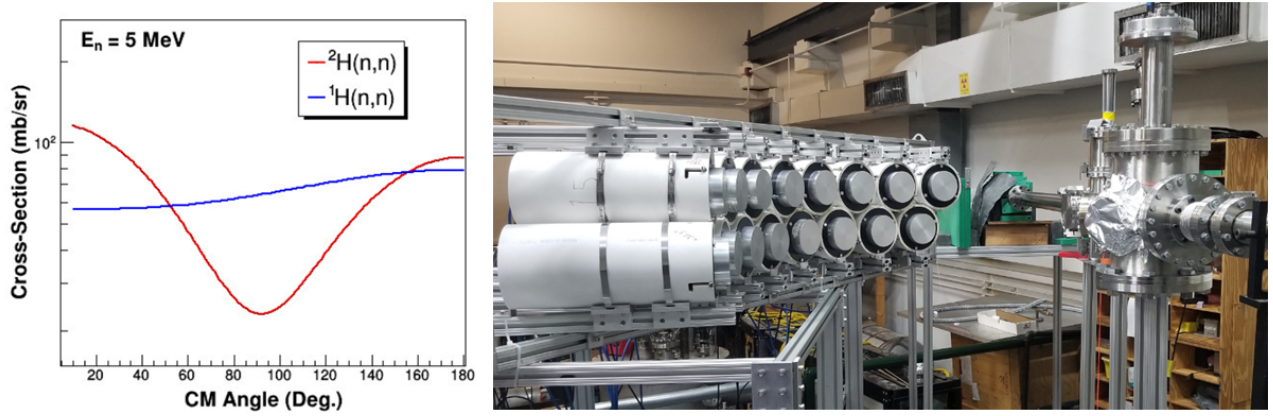 E_n = 5 MeV
²H(n,n)
¹H(n,n)
Cross-Section (mb/sr)
10²
20 40 60 80 100 120 140 160 180
CM Angle (Deg.)
15